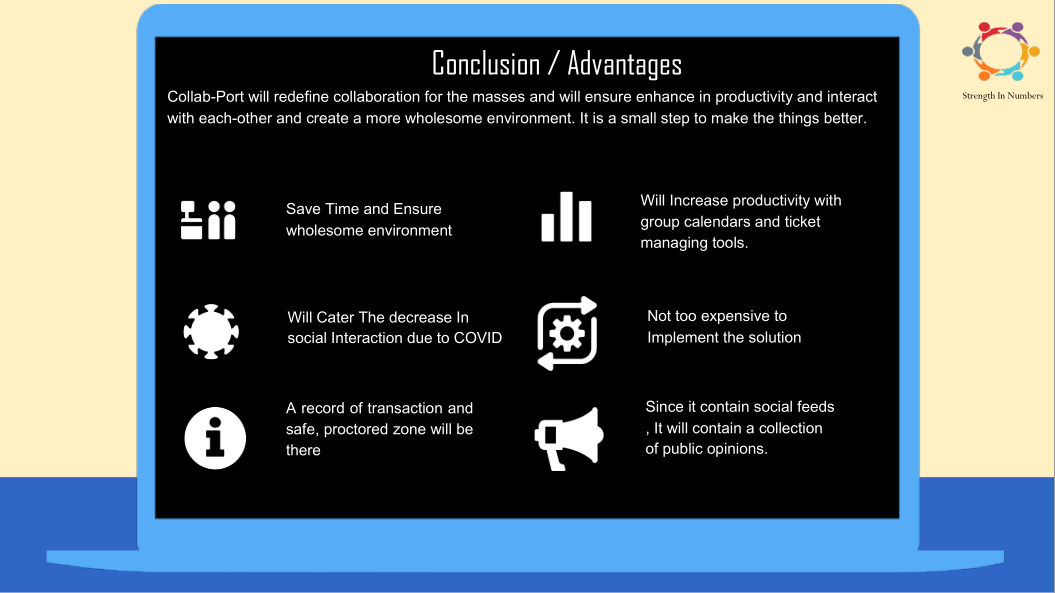 Conclusion / Advantages
Strength In Numbers
Collab-Port will redefine collaboration for the masses and will ensure enhance in productivity and interact
with each-other and create a more wholesome environment. It is a small step to make the things better.
Save Time and Ensure
wholesome environment
Will Increase productivity with
group calendars and ticket
managing tools.
Will Cater The decrease In
social Interaction due to COVID
Not too expensive to
Implement the solution
A record of transaction and
safe, proctored zone will be
there
Since it contain social feeds
, It will contain a collection
of public opinions.